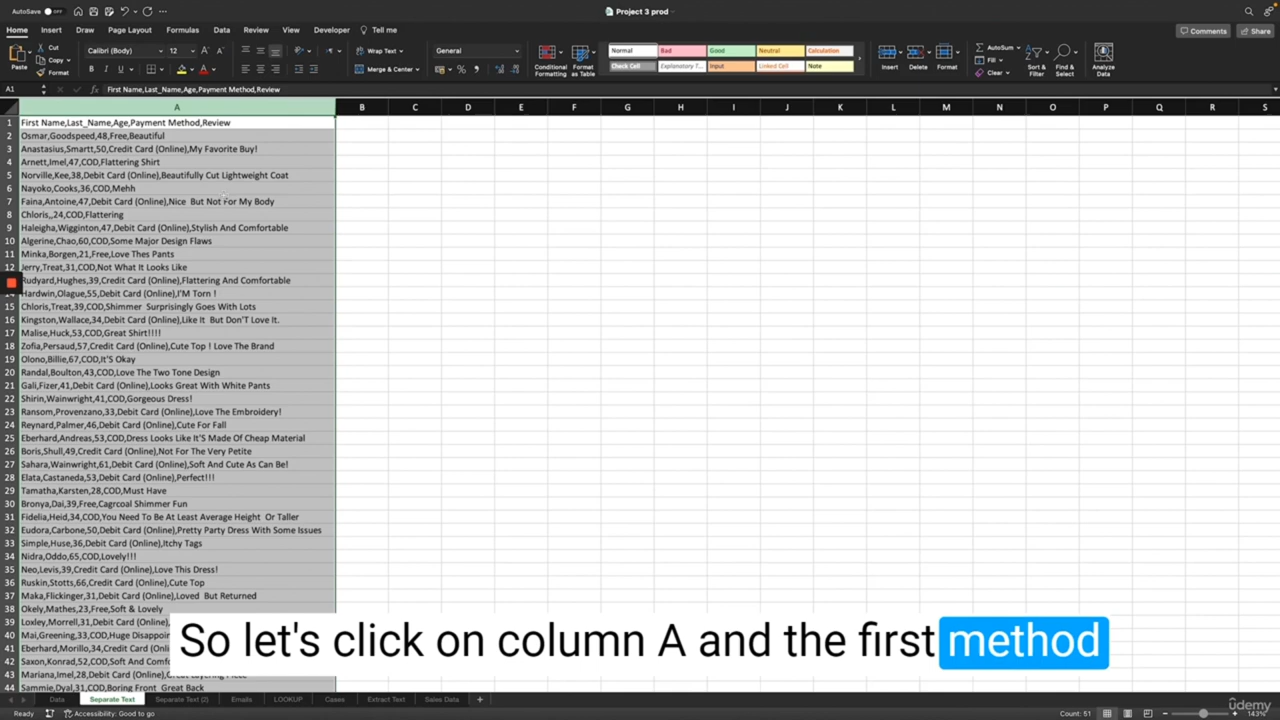 AutoSave
Project 3 prod
Home Insert Draw Page Layout Formulas Data Review View Developer Tell me
Comments Share
Paste
Cut
Copy
Format
Calibri (Body) 12
B I U
Wrap Text
Merge & Center
General
Conditional Formatting
Format as Table
Normal Bad Good Neutral Calculation
Check Cell Explanatory T... Input Linked Cell Note
Insert Delete Format
AutoSum
Fill
Clear
Sort & Filter
Find & Select
Analyze Data
A1 fx First Name,Last_Name,Age,Payment Method,Review
A B C D E F G H I J K L M N O P Q R S
1 First Name,Last_Name,Age,Payment Method,Review
2 Osmar,Goodspeed,48,Free,Beautiful
3 Anastasius,Smartt,50,Credit Card (Online),My Favorite Buy!
4 Arnett,Imel,47,COD,Flattering Shirt
5 Norville,Kee,38,Debit Card (Online),Beautifully Cut Lightweight Coat
6 Nayoko,Cooks,36,COD,Mehh
7 Faina,Antoine,47,Debit Card (Online),Nice  But Not For My Body
8 Chloris,,24,COD,Flattering
9 Haleigha,Wigginton,47,Debit Card (Online),Stylish And Comfortable
10 Algerine,Chao,60,COD,Some Major Design Flaws
11 Minka,Borgen,21,Free,Love Thes Pants
12 Jerry,Treat,31,COD,Not What It Looks Like
Rudyard,Hughes,39,Credit Card (Online),Flattering And Comfortable
14 Hardwin,Olague,55,Debit Card (Online),I'M Torn !
15 Chloris,Treat,39,COD,Shimmer  Surprisingly Goes With Lots
16 Kingston,Wallace,34,Debit Card (Online),Like It  But Don'T Love It.
17 Malise,Huck,53,COD,Great Shirt!!!!
18 Zofia,Persaud,57,Credit Card (Online),Cute Top ! Love The Brand
19 Olono,Billie,67,COD,It'S Okay
20 Randal,Boulton,43,COD,Love The Two Tone Design
21 Gali,Fizer,41,Debit Card (Online),Looks Great With White Pants
22 Shirin,Wainwright,41,COD,Gorgeous Dress!
23 Ransom,Provenzano,33,Debit Card (Online),Love The Embroidery!
24 Reynard,Palmer,46,Debit Card (Online),Cute For Fall
25 Eberhard,Andreas,53,COD,Dress Looks Like It'S Made Of Cheap Material
26 Boris,Shull,49,Credit Card (Online),Not For The Very Petite
27 Sahara,Wainwright,61,Debit Card (Online),Soft And Cute As Can Be!
28 Elata,Castaneda,53,Debit Card (Online),Perfect!!!
29 Tamatha,Karsten,28,COD,Must Have
30 Bronya,Dai,39,Free,Cagrcoal Shimmer Fun
31 Fidelia,Heid,34,COD,You Need To Be At Least Average Height  Or Taller
32 Eudora,Carbone,50,Debit Card (Online),Pretty Party Dress With Some Issues
33 Simple,Huse,36,Debit Card (Online),Itchy Tags
34 Nidra,Oddo,65,COD,Lovely!!!
35 Neo,Levis,39,Credit Card (Online),Love This Dress!
36 Ruskin,Stotts,66,Credit Card (Online),Cute Top
37 Maka,Flickinger,31,Debit Card (Online),Loved  But Returned
38 Okely,Mathes,23,Free,Soft & Lovely
39 Loxley,Morrell,31,Debit Card (Online),
40 Mai,Greening,33,COD,Huge Disappoin
41 Eberhard,Morillo,34,Credit Card
42 Saxon,Konrad,52,COD,Soft And Comfo
43 Mariana,Imel,28,Debit Card (Online),
44 Sammie,Dyal,31,COD,Boring Front  Great Back
So let's click on column A and the first method
Data Separate Text Separate Text (2) Emails LOOKUP Cases Extract Text Sales Data +
Ready Accessibility: Good to go Count: 51 143%
udemy